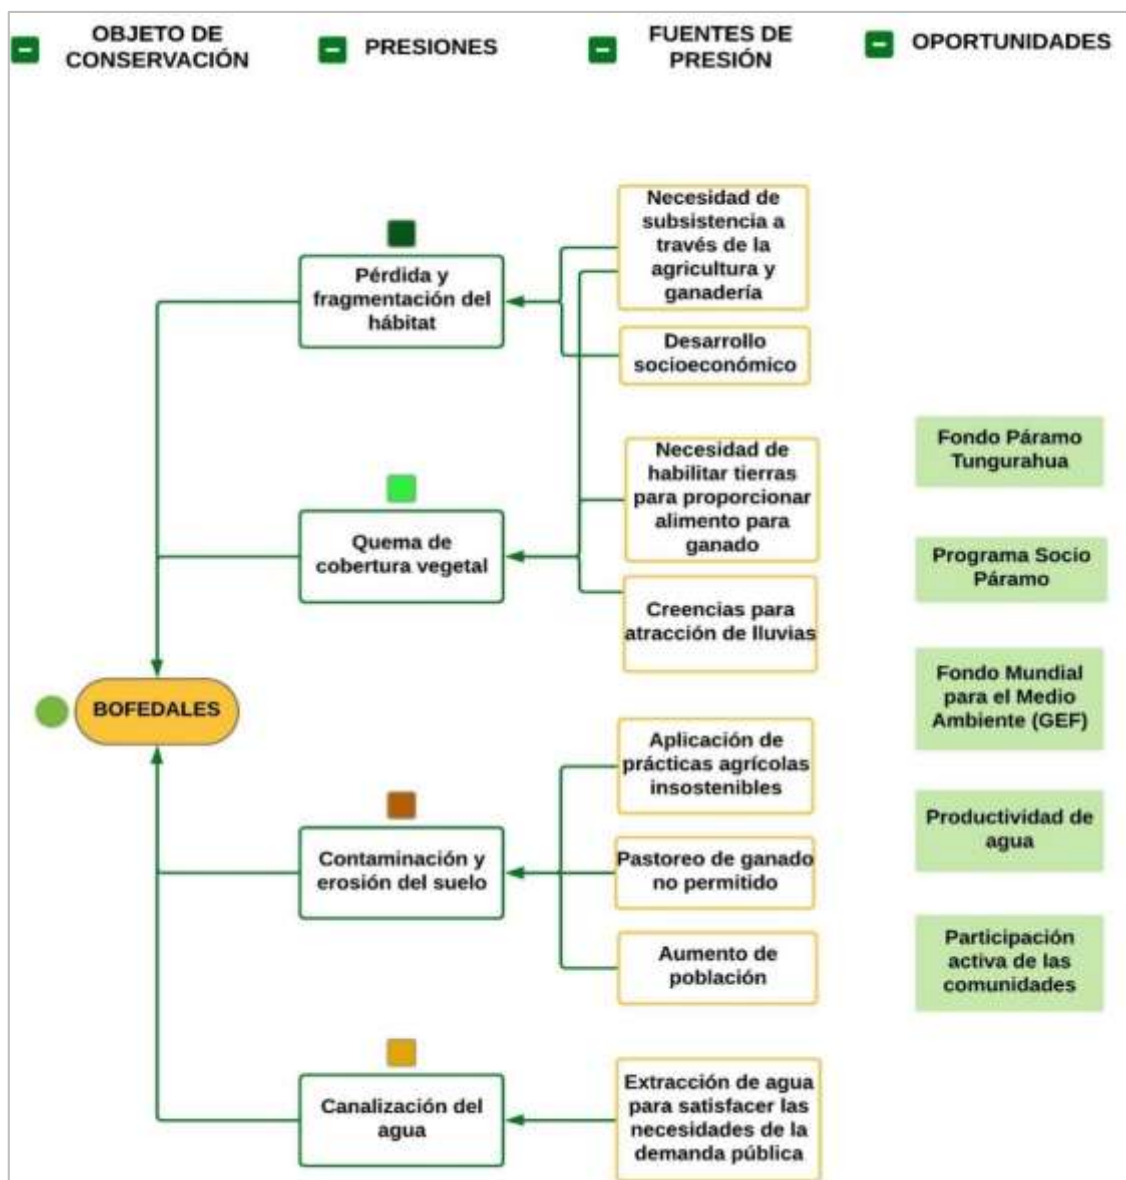 OBJETO DE
CONSERVACIÓN
PRESIONES
FUENTES DE
PRESIÓN
OPORTUNIDADES
Necesidad de
subsistencia a
través de la
agricultura y
ganadería
Pérdida y
fragmentación del
hábitat
Desarrollo
socioeconómico
Necesidad de
habilitar tierras
para proporcionar
alimento para
ganado
Quema de
cobertura vegetal
Creencias para
atracción de lluvias
BOFEDALES
Aplicación de
prácticas agrícolas
insostenibles
Contaminación y
erosión del suelo
Pastoreo de ganado
no permitido
Aumento de
población
Canalización del
agua
Extracción de agua
para satisfacer las
necesidades de la
demanda pública
Fondo Páramo
Tungurahua
Programa Socio
Páramo
Fondo Mundial
para el Medio
Ambiente (GEF)
Productividad de
agua
Participación
activa de las
comunidades